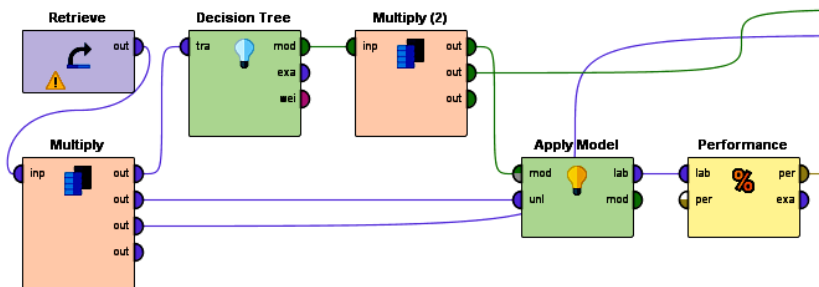 Retrieve
out
Decision Tree
tra
mod
exa
wei
Multiply (2)
inp
out
out
out
Multiply
inp
out
out
out
out
Apply Model
mod
unl
lab
mod
Performance
lab
per
%
per
exa